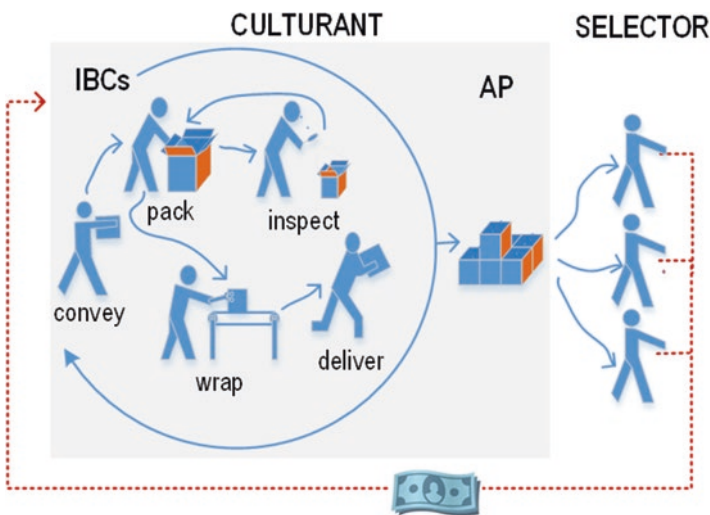 CULTURANT
SELECTOR
IBCs
AP
pack
inspect
convey
wrap
deliver